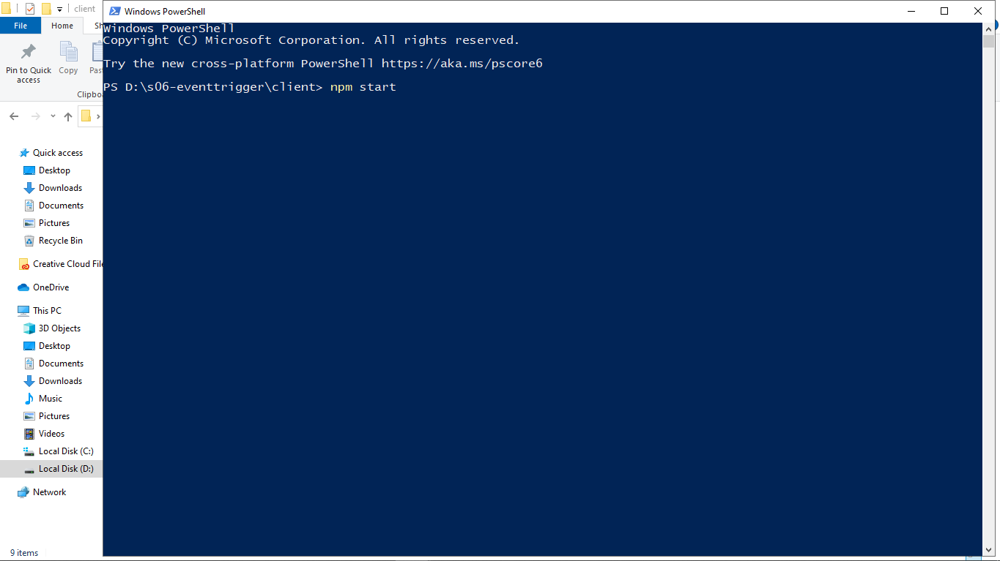 client
Windows PowerShell
File
Home
Sh
Pin to Quick
access
Copy
Past
Clipbo
Windows PowerShell
Copyright (C) Microsoft Corporation. All rights reserved.
Try the new cross-platform PowerShell https://aka.ms/pscore6
PS D:\s06-eventtrigger\client> npm start
Quick access
Desktop
Downloads
Documents
Pictures
Recycle Bin
Creative Cloud File
OneDrive
This PC
3D Objects
Desktop
Documents
Downloads
Music
Pictures
Videos
Local Disk (C:)
Local Disk (D:)
Network
9 items